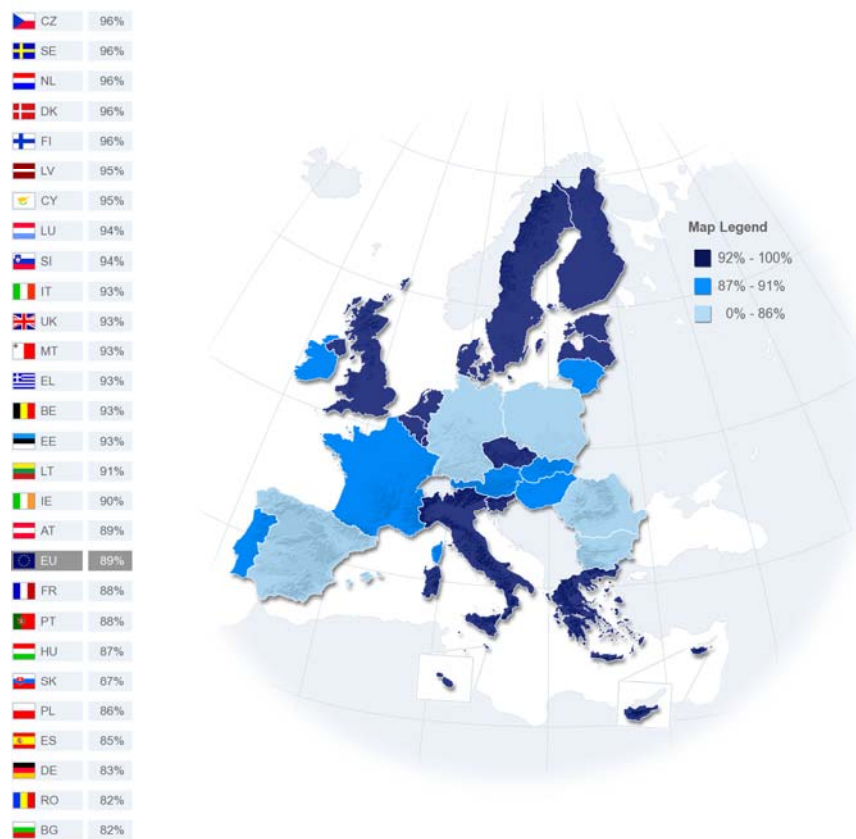 CZ 96%
SE 96%
NL 96%
DK 96%
FI 96%
LV 95%
CY 95%
LU 94%
SI 94%
IT 93%
UK 93%
MT 93%
EL 93%
BE 93%
EE 93%
LT 91%
IE 90%
AT 89%
EU 89%
FR 88%
PT 88%
HU 87%
SK 87%
PL 86%
ES 85%
DE 83%
RO 82%
BG 82%
Map Legend
92% - 100%
87% - 91%
0% - 86%